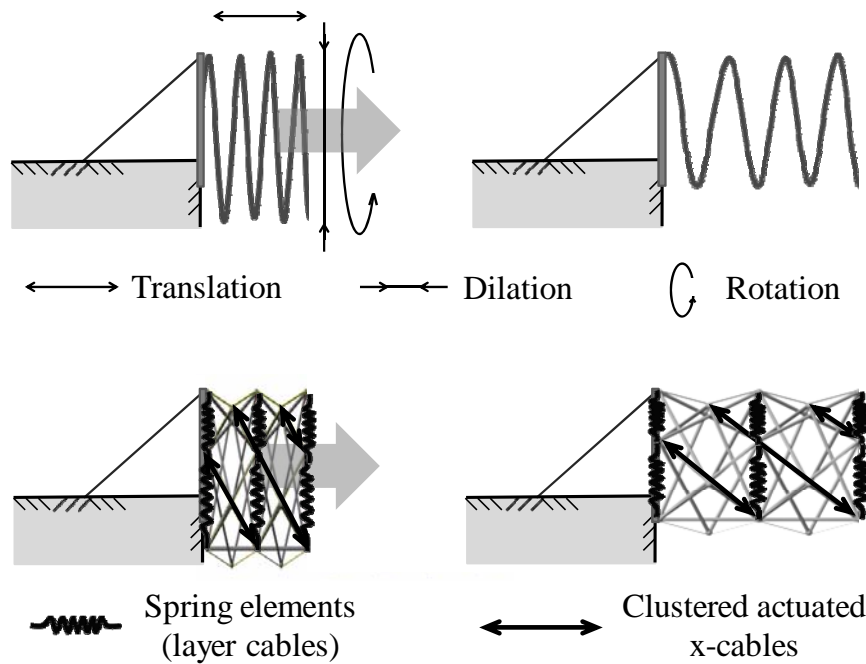 Translation Dilation Rotation
Spring elements
(layer cables)
Clustered actuated
x-cables